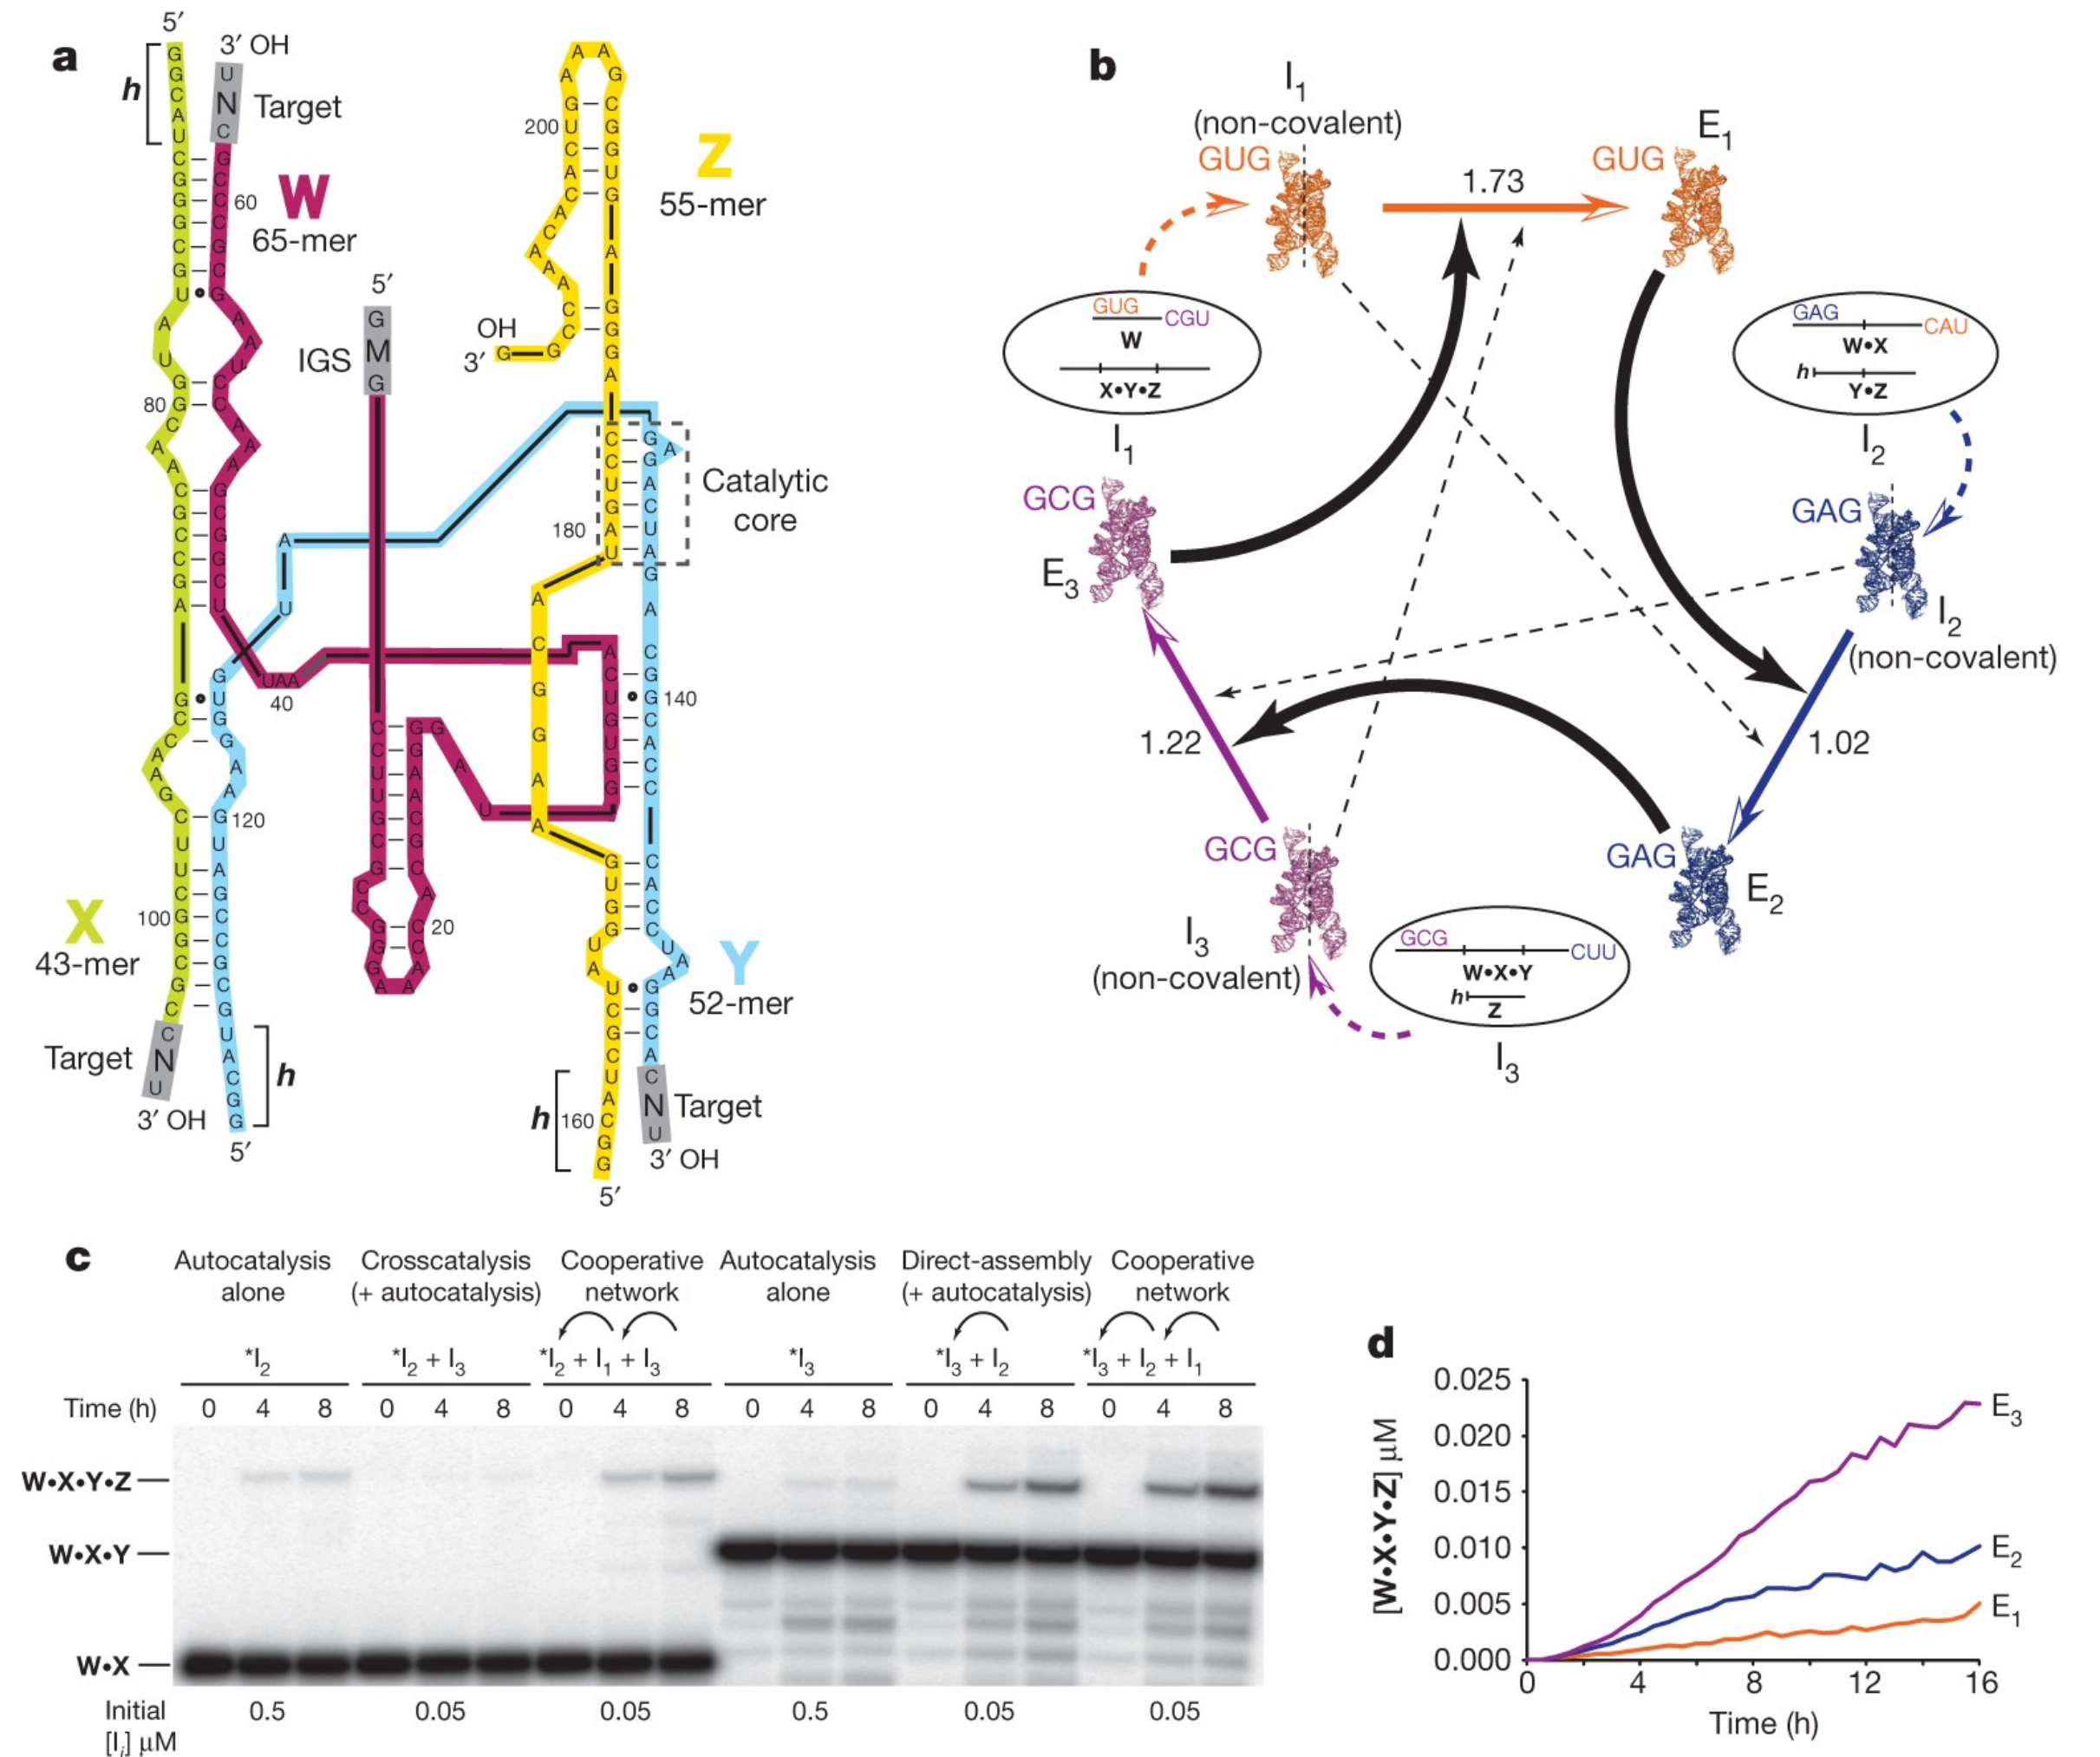 a
5′
h
3′ OH
U
N
C
Target
W
65-mer
60
80
5′
G
M
G
IGS
200
Z
55-mer
OH
3′
Catalytic
core
180
40
140
120
20
X
43-mer
100
Y
52-mer
Target
C
N
U
3′ OH
h
5′
h
160
C
N
U
Target
3′ OH
5′
b
I1
(non-covalent)
GUG
1.73
E1
GUG
GUG
CGU
W
X•Y•Z
I1
GAG
CAU
W•X
h
Y•Z
I2
GCG
E3
GAG
I2
(non-covalent)
1.22
1.02
GCG
I3
(non-covalent)
GAG
E2
GCG
CUU
W•X•Y
h
Z
I3
c
Autocatalysis alone
Crosscatalysis (+ autocatalysis)
Cooperative network
Autocatalysis alone
Direct-assembly (+ autocatalysis)
Cooperative network
*I2
*I2 + I3
*I2 + I1 + I3
*I3
*I3 + I2
*I3 + I2 + I1
Time (h) 0 4 8 0 4 8 0 4 8 0 4 8 0 4 8 0 4 8
W•X•Y•Z
W•X•Y
W•X
Initial [Ii] µM 0.5 0.05 0.05 0.5 0.05 0.05
d
[W•X•Y•Z] µM
0.025
0.020
0.015
0.010
0.005
0.000
E3
E2
E1
0 4 8 12 16
Time (h)